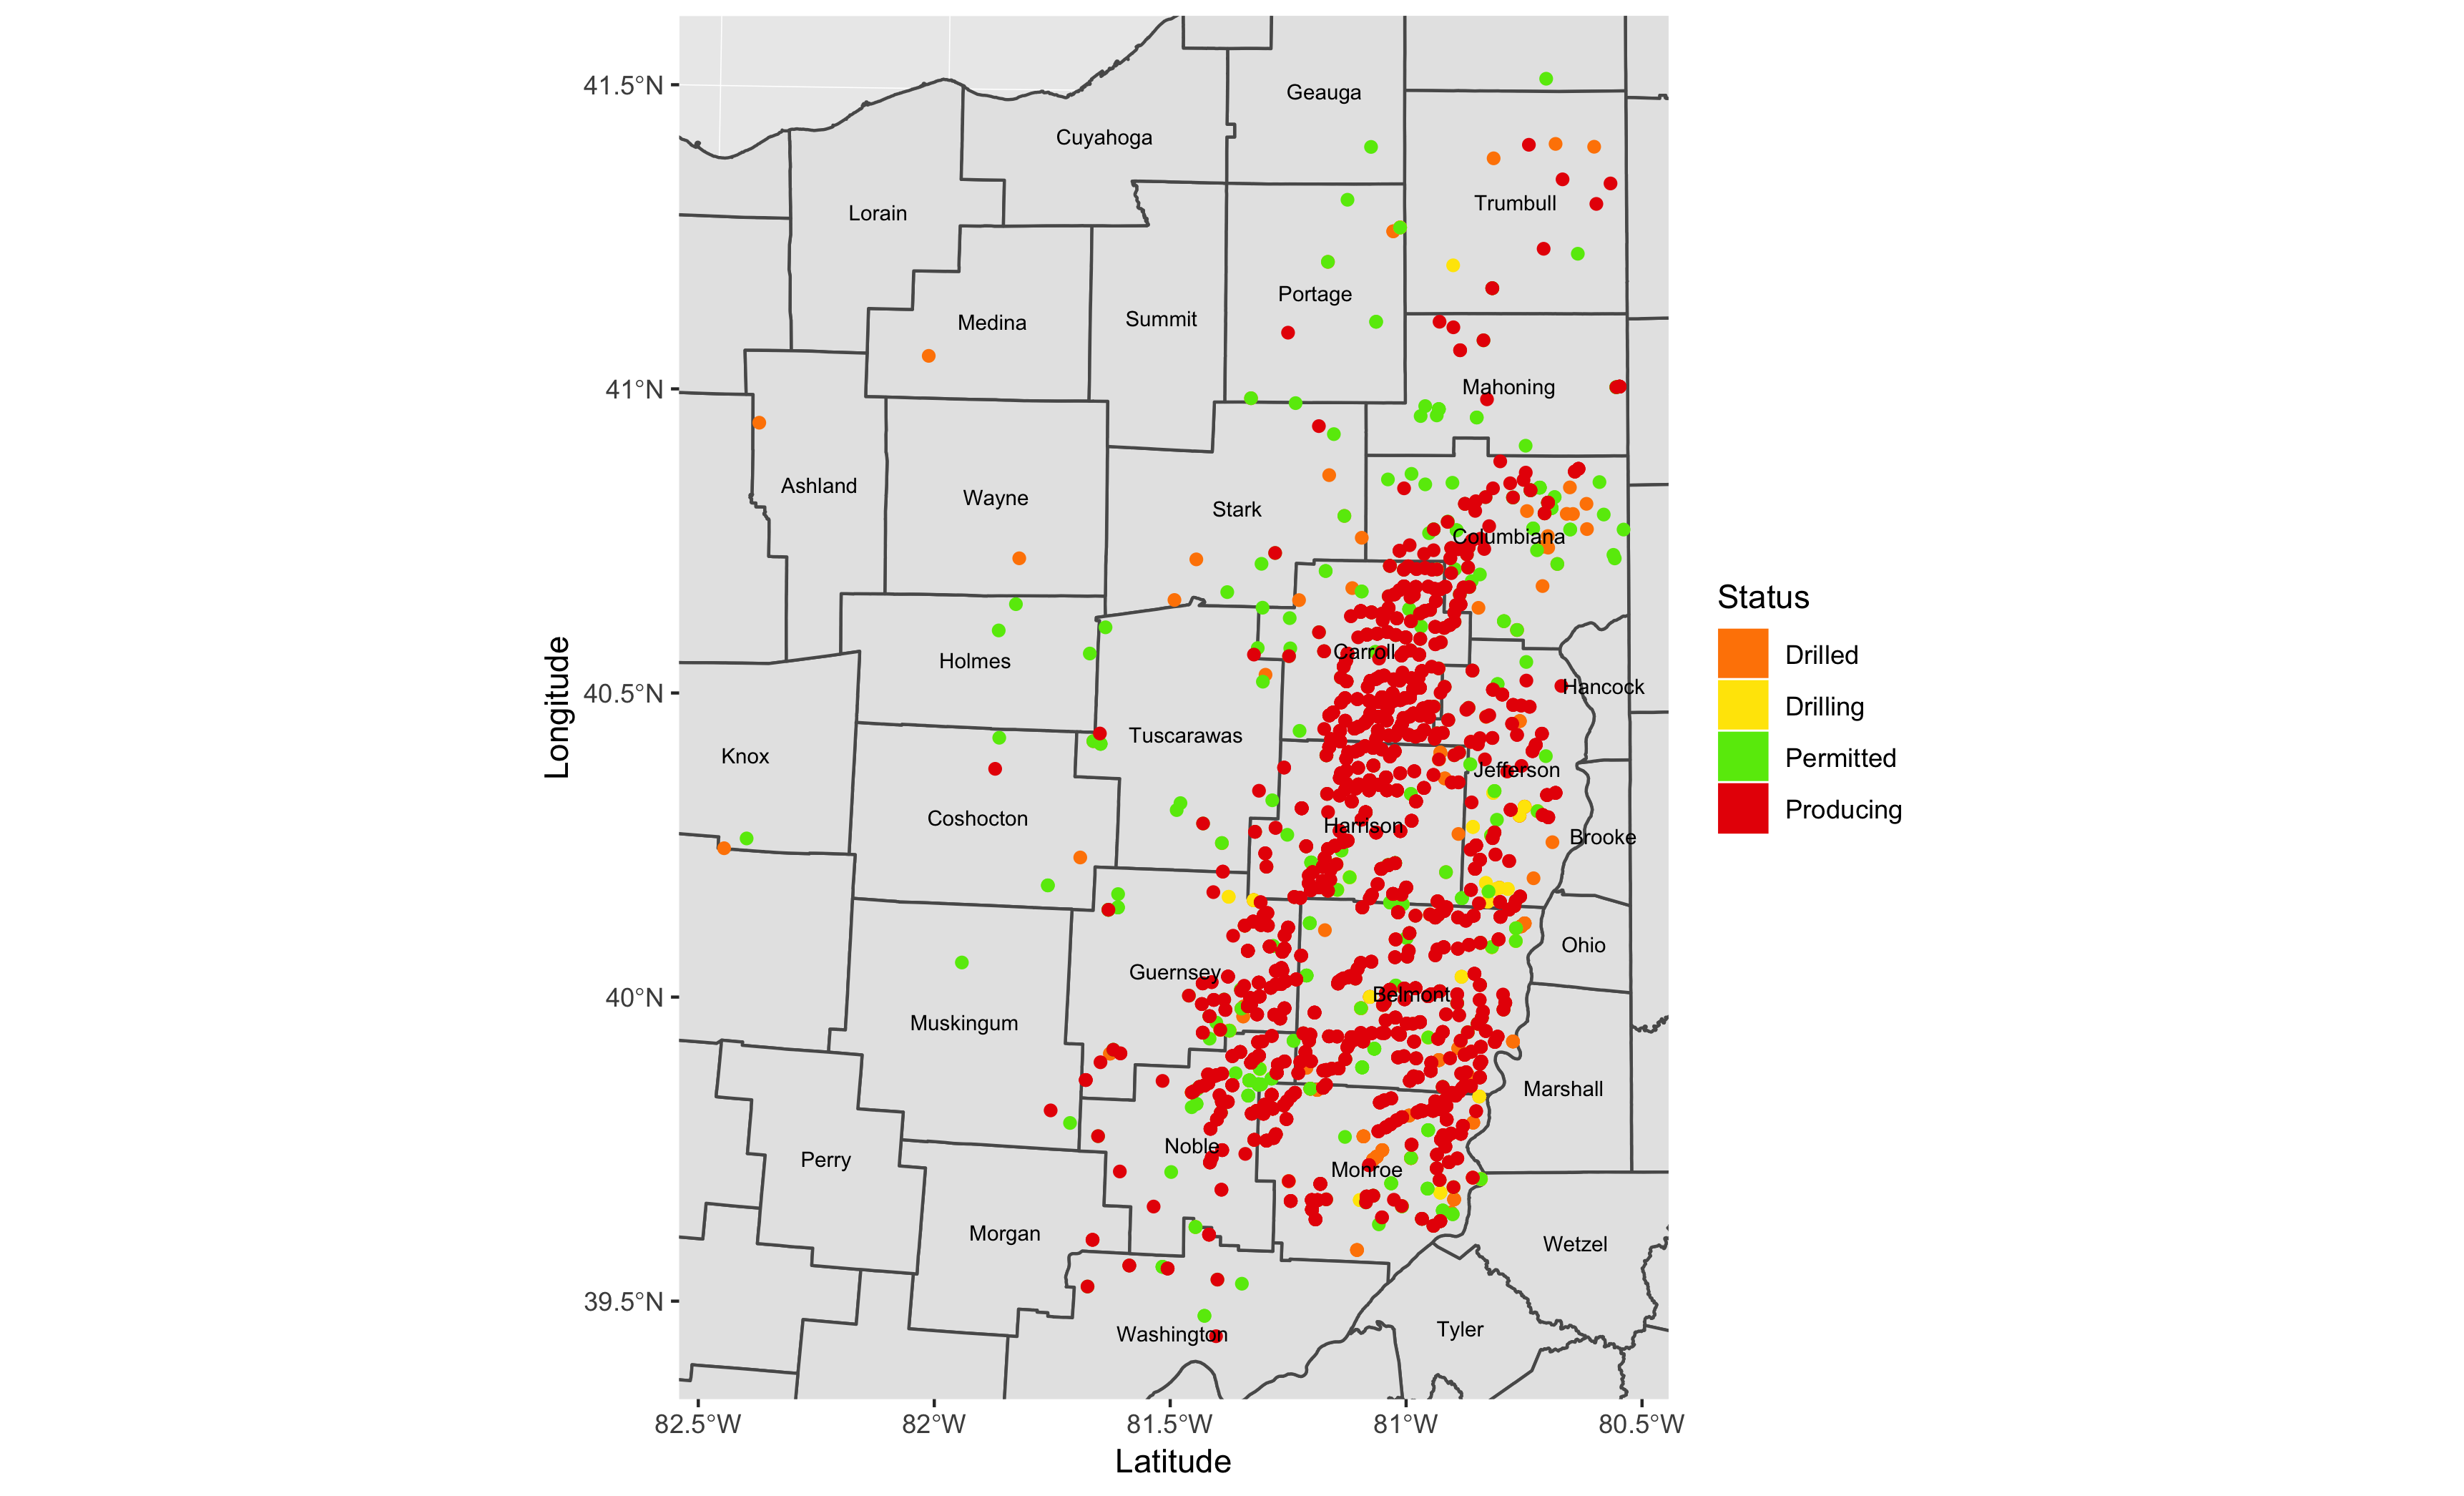 41.5°N
41°N
40.5°N
40°N
39.5°N
Longitude
82.5°W
82°W
81.5°W
81°W
80.5°W
Latitude
Geauga
Cuyahoga
Trumbull
Lorain
Portage
Summit
Medina
Mahoning
Ashland
Wayne
Stark
Columbiana
Carroll
Holmes
Hancock
Tuscarawas
Knox
Jefferson
Coshocton
Harrison
Brooke
Ohio
Guernsey
Belmont
Muskingum
Marshall
Noble
Perry
Monroe
Morgan
Wetzel
Tyler
Washington
Status
Drilled
Drilling
Permitted
Producing